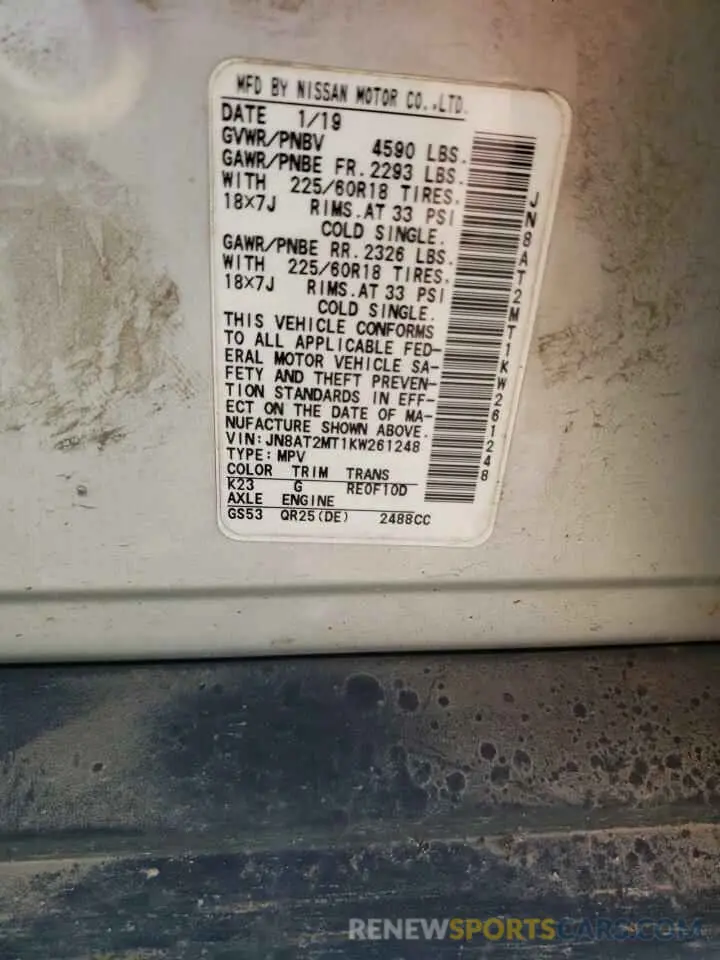 MFD BY NISSAN MOTOR CO.,LTD.
DATE 1/19
GVWR/PNBV 4590 LBS.
GAWR/PNBE FR. 2293 LBS.
WITH 225/60R18 TIRES.
18×7J RIMS. AT 33 PSI
COLD SINGLE.
GAWR/PNBE RR. 2326 LBS.
WITH 225/60R18 TIRES.
18×7J RIMS. AT 33 PSI
COLD SINGLE.
THIS VEHICLE CONFORMS
TO ALL APPLICABLE FED-
ERAL MOTOR VEHICLE SA-
FETY AND THEFT PREVEN-
TION STANDARDS IN EFF-
ECT ON THE DATE OF MA-
NUFACTURE SHOWN ABOVE.
VIN:JN8AT2MT1KW261248
TYPE:MPV
COLOR TRIM TRANS
K23 G RE0F10D
AXLE ENGINE
GS53 QR25(DE) 2488CC
JN8AT2MT1KW261248
RENEWSPORTSCARS.COM